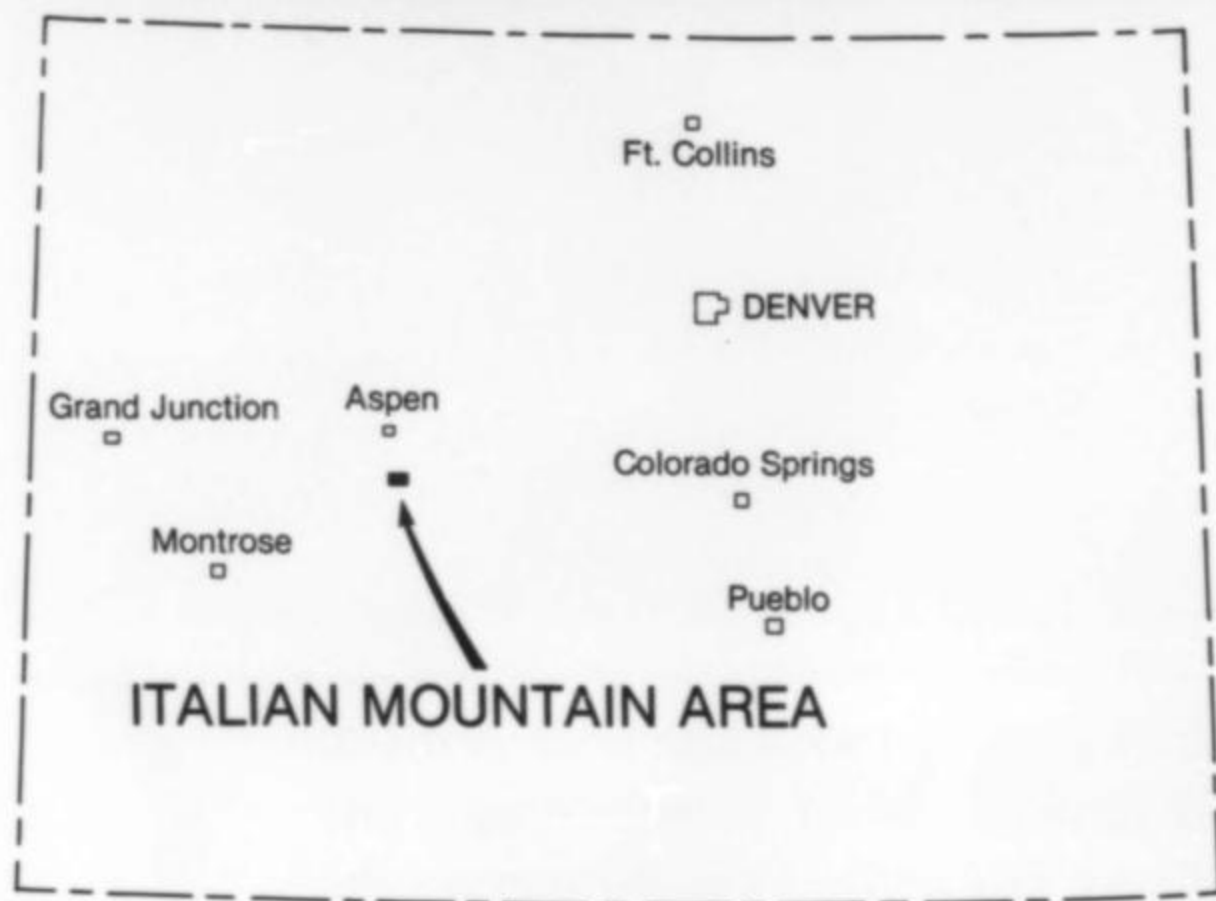 Ft. Collins
DENVER
Grand Junction
Aspen
Colorado Springs
Montrose
Pueblo
ITALIAN MOUNTAIN AREA